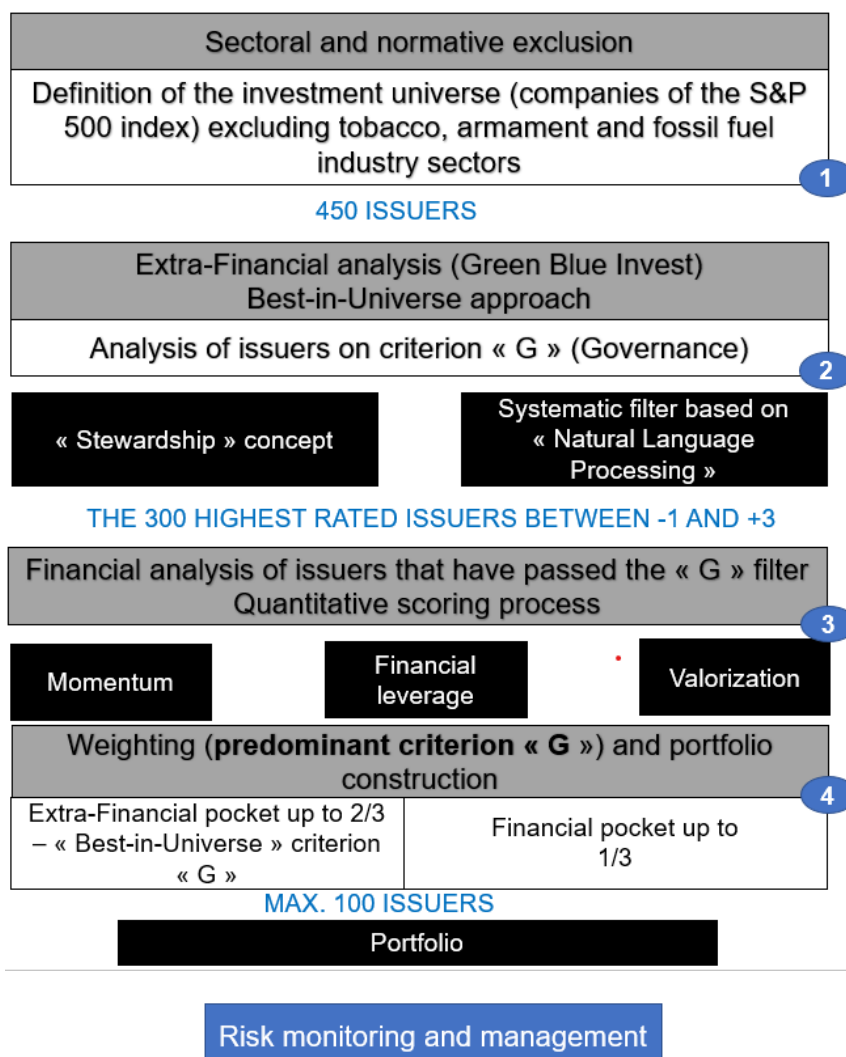 Sectoral and normative exclusion
Definition of the investment universe (companies of the S&P
500 index) excluding tobacco, armament and fossil fuel
industry sectors
1
450 ISSUERS
Extra-Financial analysis (Green Blue Invest)
Best-in-Universe approach
Analysis of issuers on criterion « G » (Governance)
2
« Stewardship » concept
Systematic filter based on
« Natural Language
Processing »
THE 300 HIGHEST RATED ISSUERS BETWEEN -1 AND +3
Financial analysis of issuers that have passed the « G » filter
Quantitative scoring process
3
Momentum
Financial
leverage
Valorization
Weighting (predominant criterion « G ») and portfolio
construction
4
Extra-Financial pocket up to 2/3
– « Best-in-Universe » criterion
« G »
Financial pocket up to
1/3
MAX. 100 ISSUERS
Portfolio
Risk monitoring and management